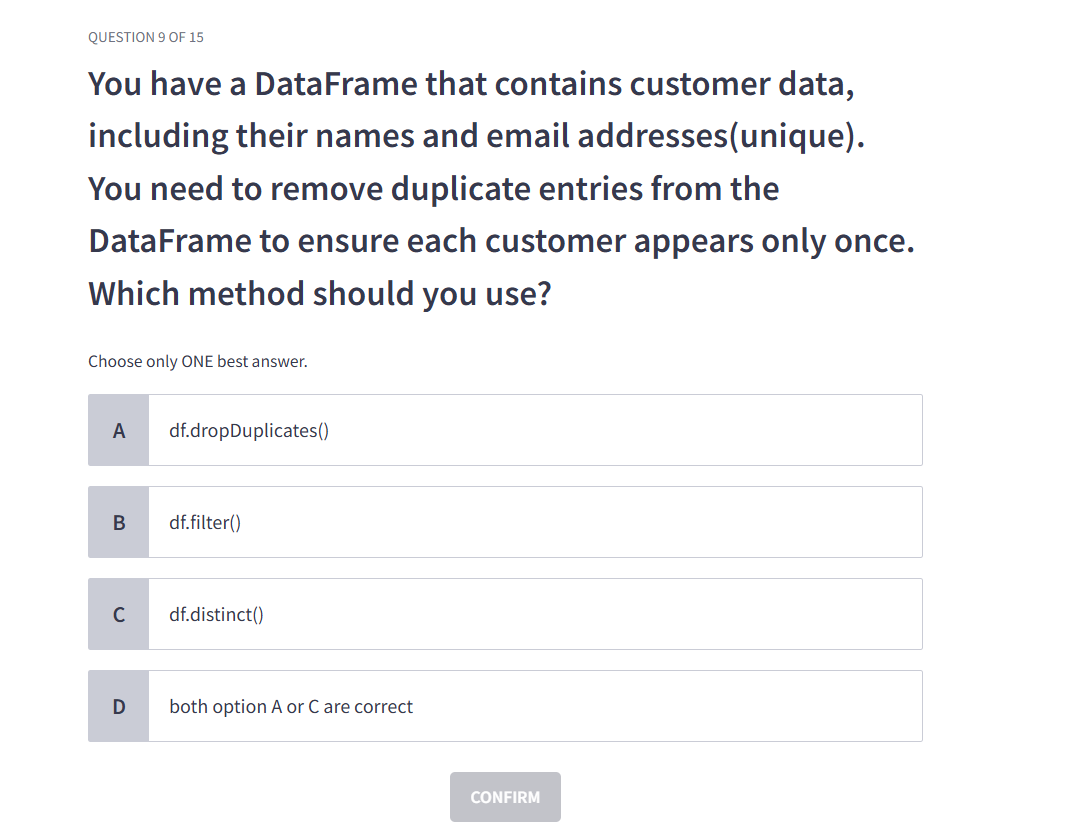 QUESTION 9 OF 15
You have a DataFrame that contains customer data,
including their names and email addresses(unique).
You need to remove duplicate entries from the
DataFrame to ensure each customer appears only once.
Which method should you use?
Choose only ONE best answer.
A df.dropDuplicates()
B df.filter()
C df.distinct()
D both option A or C are correct
CONFIRM